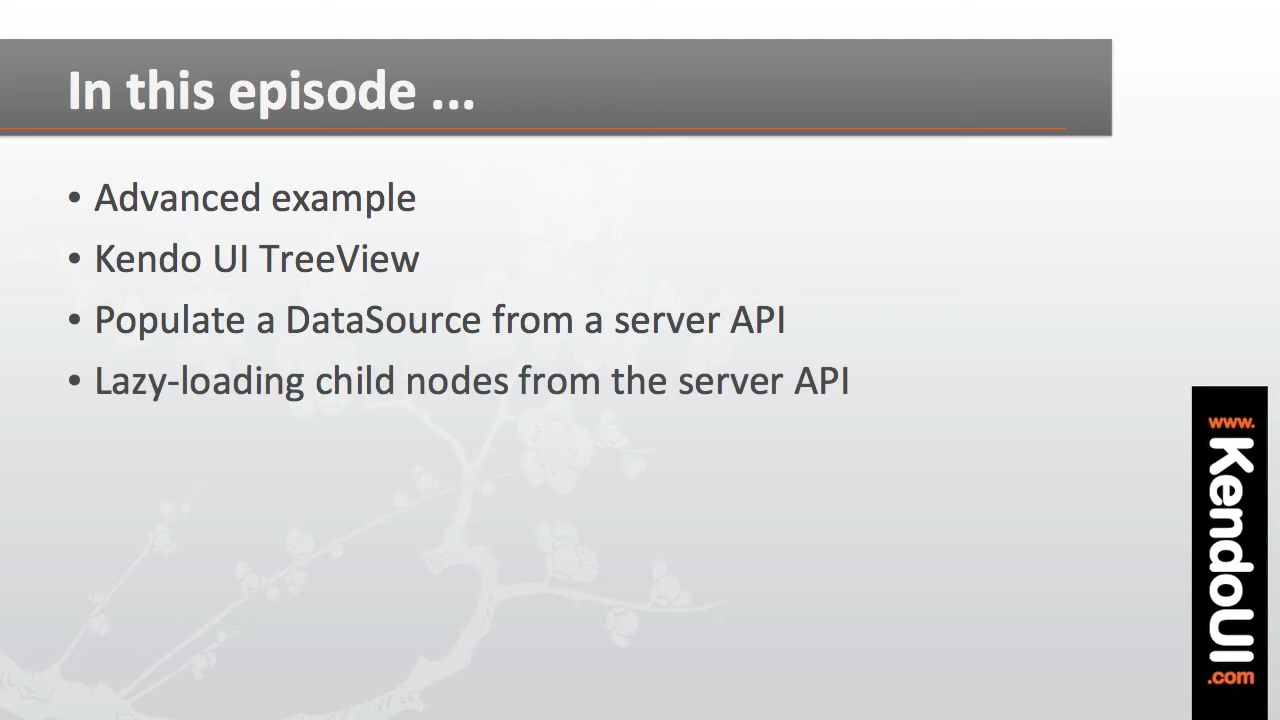 In this episode ...
• Advanced example
• Kendo UI TreeView
• Populate a DataSource from a server API
• Lazy-loading child nodes from the server API
www.
KendoUI
.com